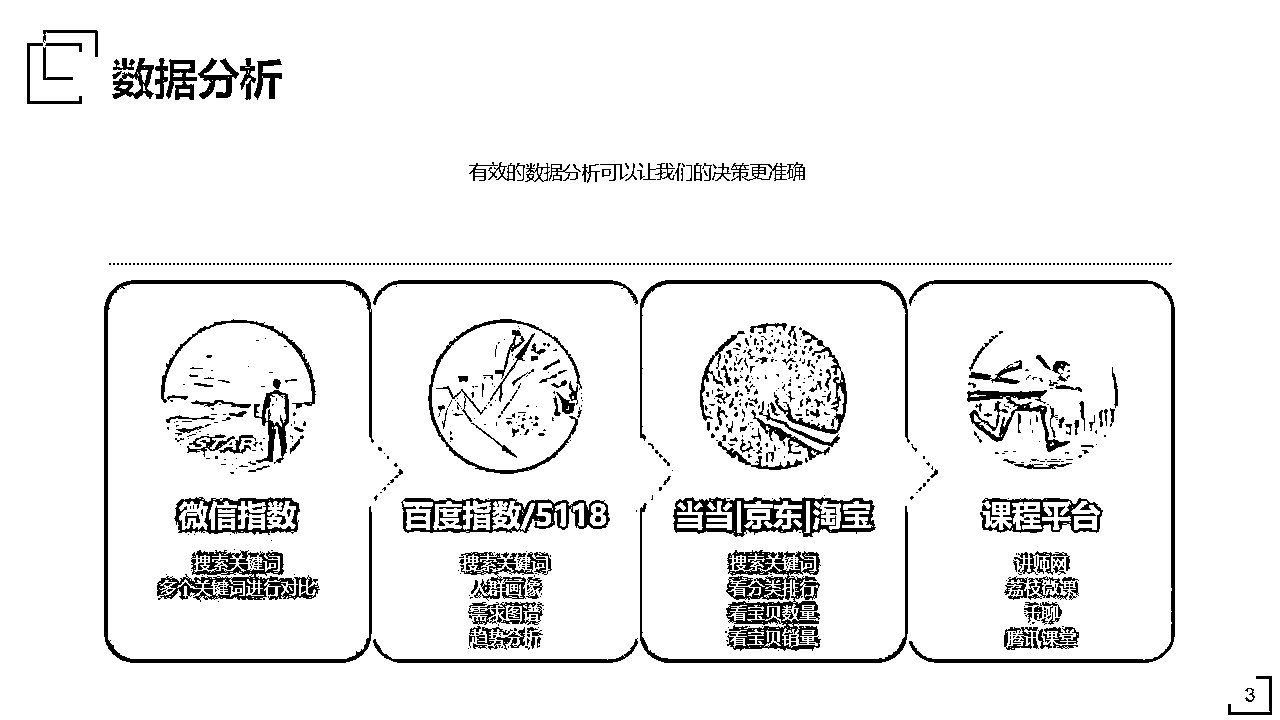 数据分析
有效的数据分析可以让我们的决策更准确
START
微信指数
搜索关键词
多个关键词进行对比
百度指数/5118
搜索关键词
人群画像
需求图谱
趋势分析
当当|京东|淘宝
搜索关键词
看分类排行
看宝贝数量
看宝贝销量
课程平台
讲师网
荔枝微课
千聊
腾讯课堂
3